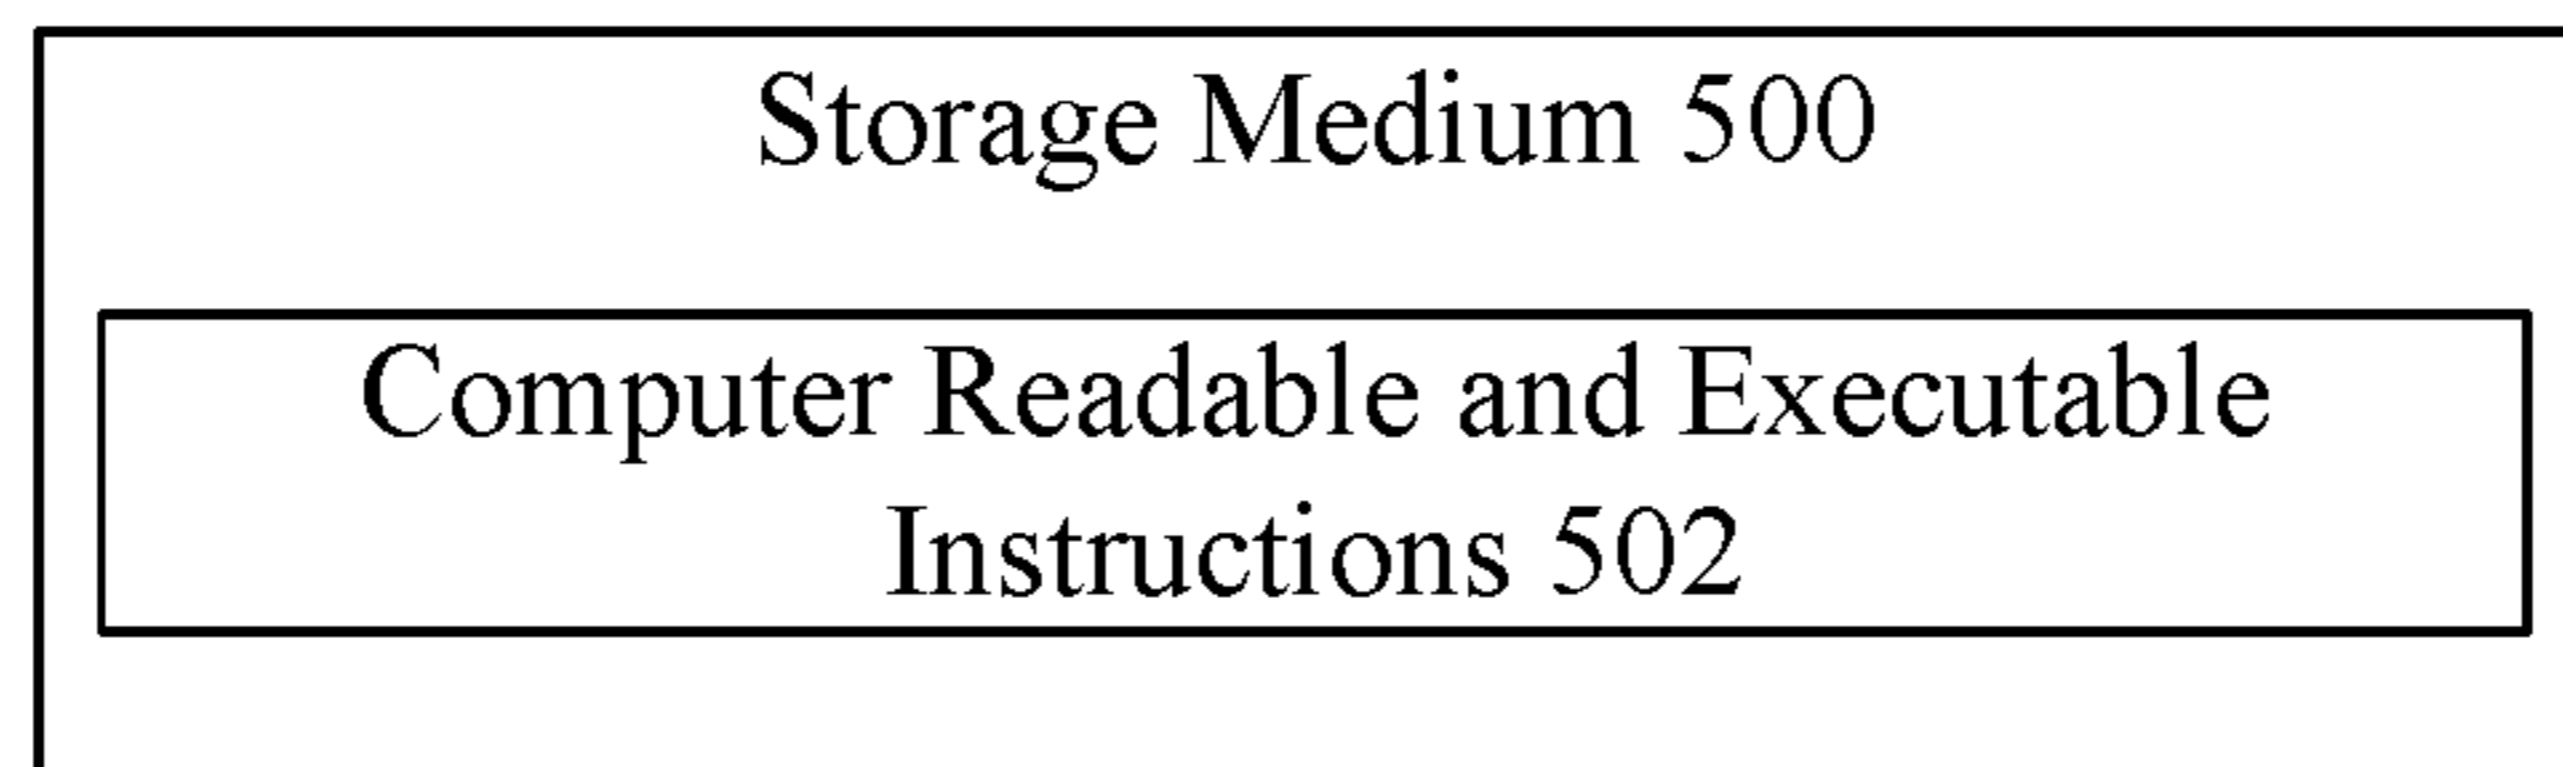 Storage Medium 500
Computer Readable and Executable
Instructions 502